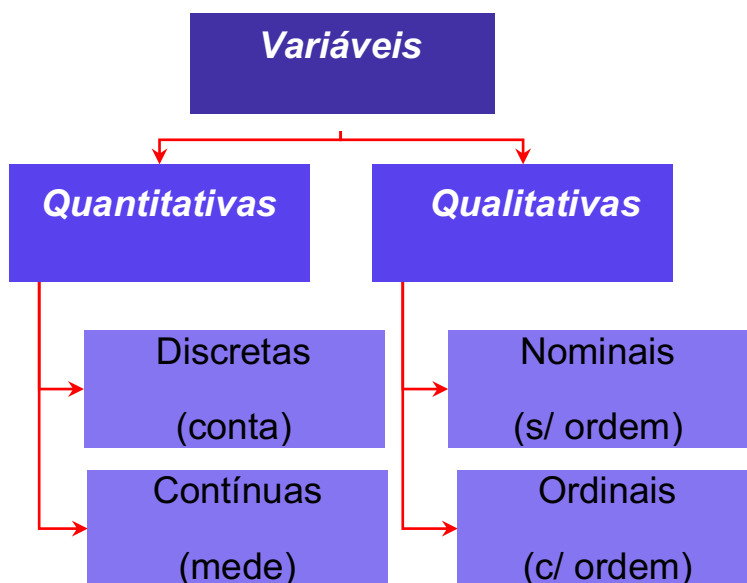 Variáveis
Quantitativas
Qualitativas
Discretas
(conta)
Nominais
(s/ ordem)
Contínuas
(mede)
Ordinais
(c/ ordem)